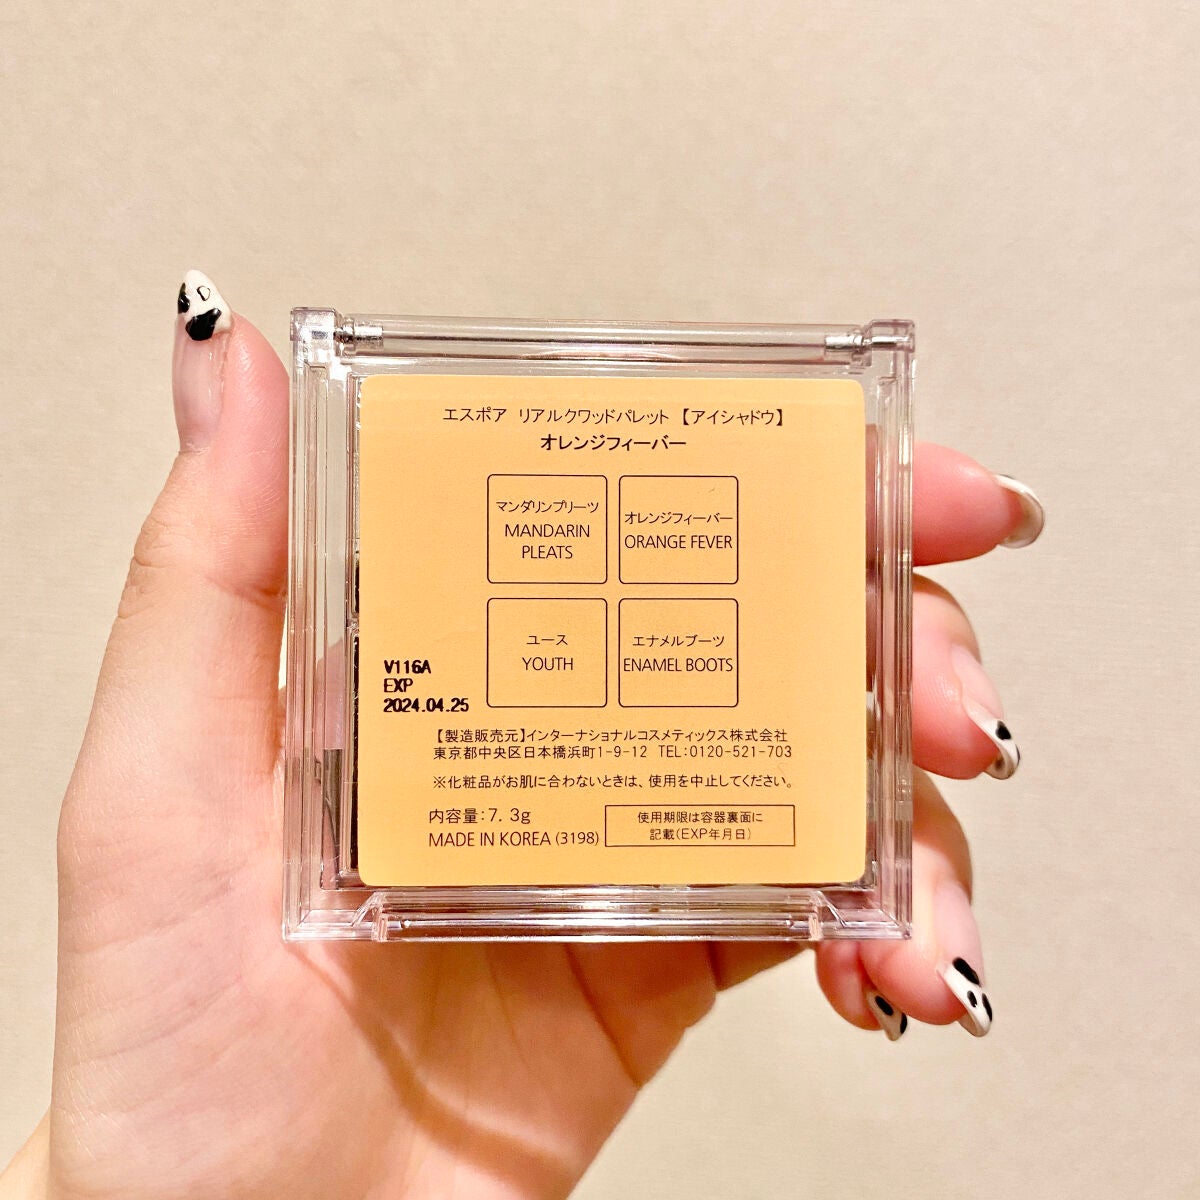 エスポア リアルクワッドパレット 【アイシャドウ】
オレンジフィーバー
マンダリンプリーツ
MANDARIN
PLEATS
オレンジフィーバー
ORANGE FEVER
ユース
YOUTH
エナメルブーツ
ENAMEL BOOTS
V116A
EXP
2024.04.25
【製造販売元】インターナショナルコスメティックス株式会社
東京都中央区日本橋浜町1-9-12 TEL:0120-521-703
※化粧品がお肌に合わないときは、使用を中止してください。
内容量:7.3g
MADE IN KOREA (3198)
使用期限は容器裏面に
記載(EXP年月日)